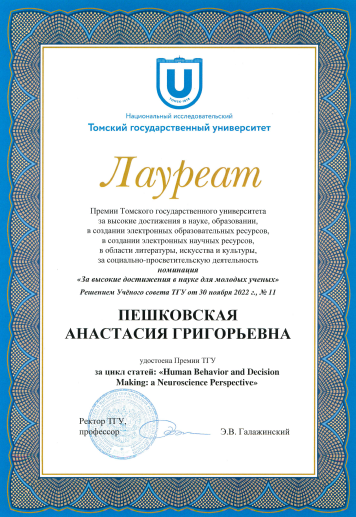 U
ТОМСК 1878
Национальный исследовательский
Томский государственный университет
Лауреат
Премии Томского государственного университета
за высокие достижения в науке, образовании,
в создании электронных образовательных ресурсов,
в создании электронных научных ресурсов,
в области литературы, искусства и культуры,
за социально-просветительскую деятельность
номинация
«За высокие достижения в науке для молодых ученых»
Решением Учёного совета ТГУ от 30 ноября 2022 г., № 11
ПЕШКОВСКАЯ
АНАСТАСИЯ ГРИГОРЬЕВНА
удостоена Премии ТГУ
за цикл статей: «Human Behavior and Decision
Making: a Neuroscience Perspective»
Ректор ТГУ,
профессор
Э.В. Галажинский